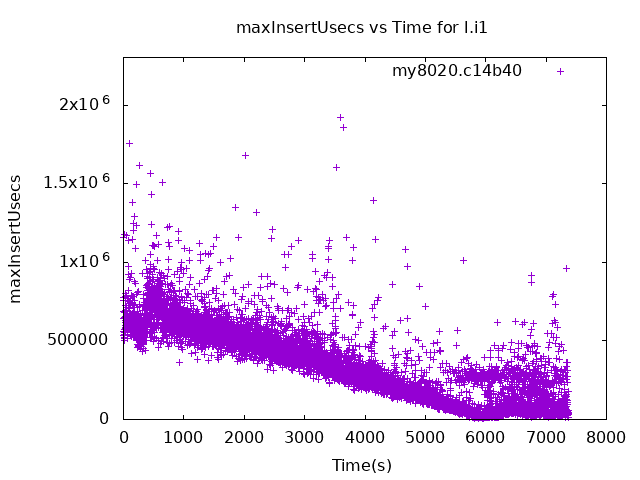 maxInsertUsecs vs Time for I.i1
my8020.c14b40
maxInsertUsecs
2x10^6
1.5x10^6
1x10^6
500000
0
0 1000 2000 3000 4000 5000 6000 7000 8000
Time(s)